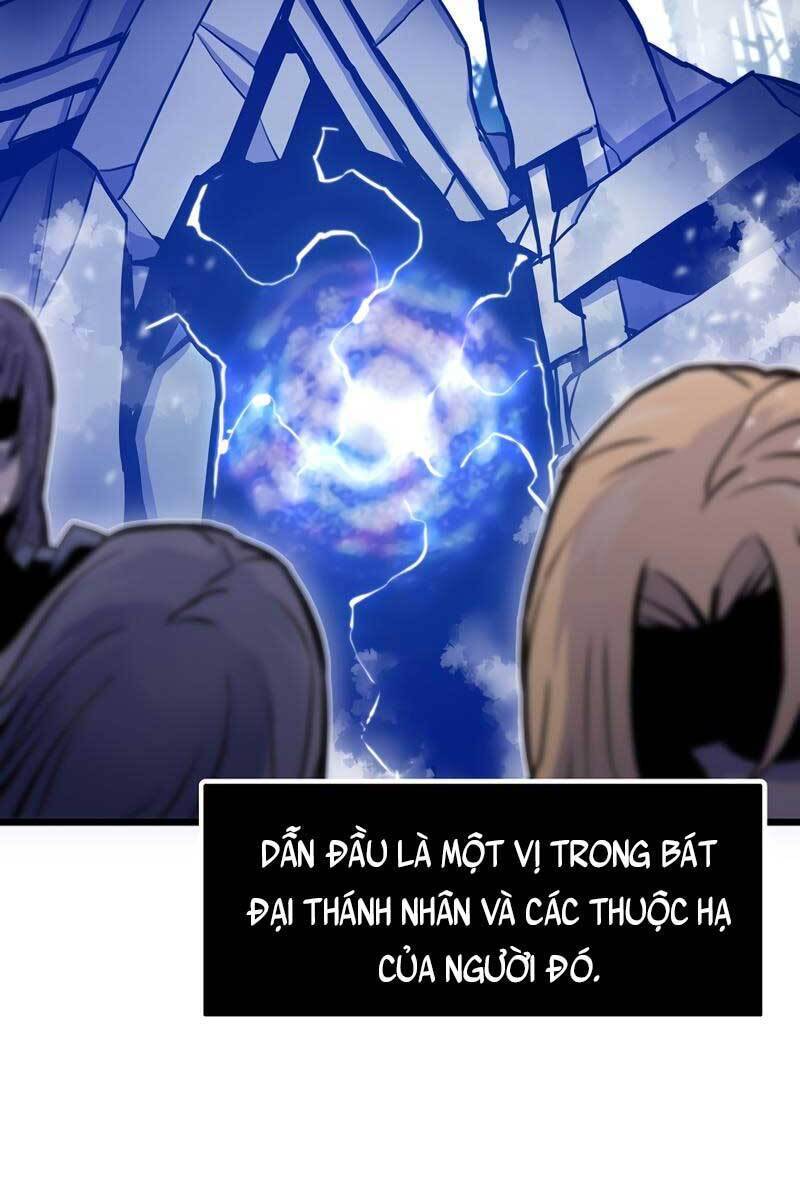 DẪN ĐẦU LÀ MỘT VỊ TRONG BÁT
ĐẠI THÁNH NHÂN VÀ CÁC THUỘC HẠ
CỦA NGƯỜI ĐÓ.